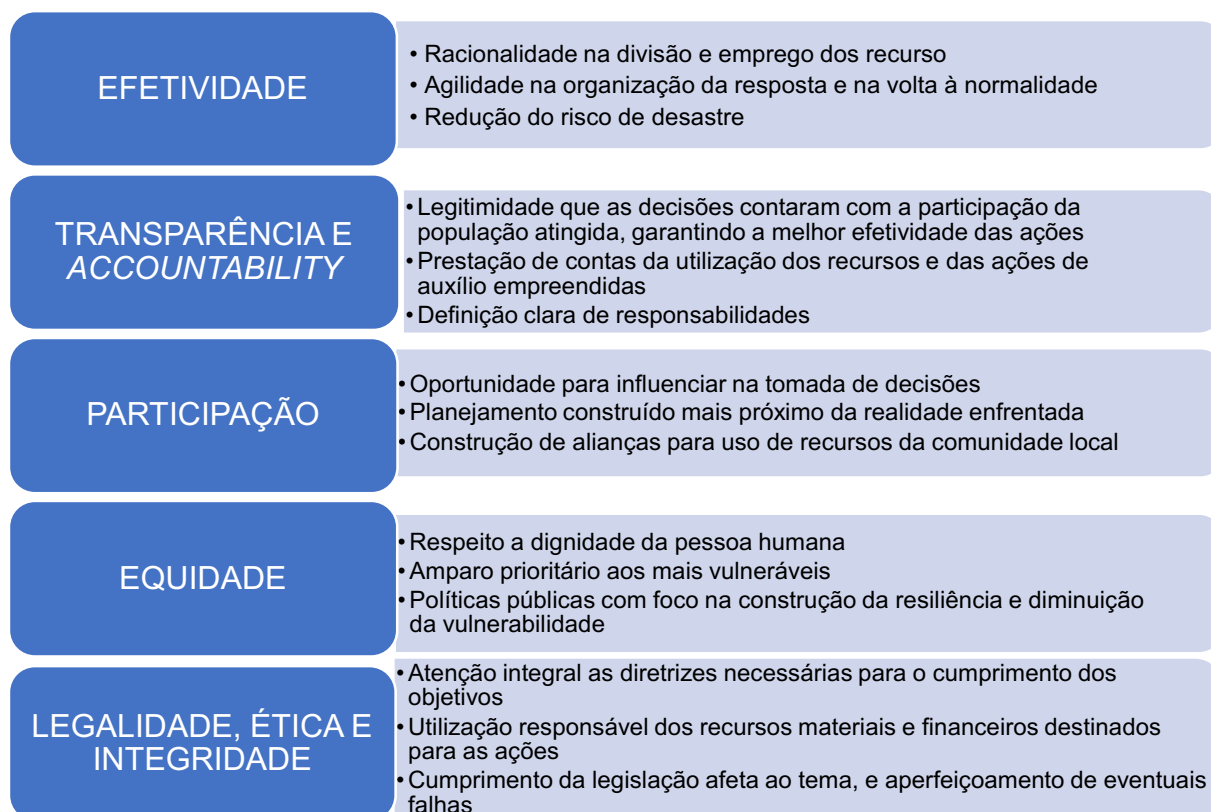 EFETIVIDADE
• Racionalidade na divisão e emprego dos recurso
• Agilidade na organização da resposta e na volta à normalidade
• Redução do risco de desastre
TRANSPARÊNCIA E
ACCOUNTABILITY
• Legitimidade que as decisões contaram com a participação da
população atingida, garantindo a melhor efetividade das ações
• Prestação de contas da utilização dos recursos e das ações de
auxílio empreendidas
• Definição clara de responsabilidades
PARTICIPAÇÃO
• Oportunidade para influenciar na tomada de decisões
• Planejamento construído mais próximo da realidade enfrentada
• Construção de alianças para uso de recursos da comunidade local
EQUIDADE
• Respeito a dignidade da pessoa humana
• Amparo prioritário aos mais vulneráveis
• Políticas públicas com foco na construção da resiliência e diminuição
da vulnerabilidade
LEGALIDADE, ÉTICA E
INTEGRIDADE
• Atenção integral as diretrizes necessárias para o cumprimento dos
objetivos
• Utilização responsável dos recursos materiais e financeiros destinados
para as ações
• Cumprimento da legislação afeta ao tema, e aperfeiçoamento de eventuais
falhas